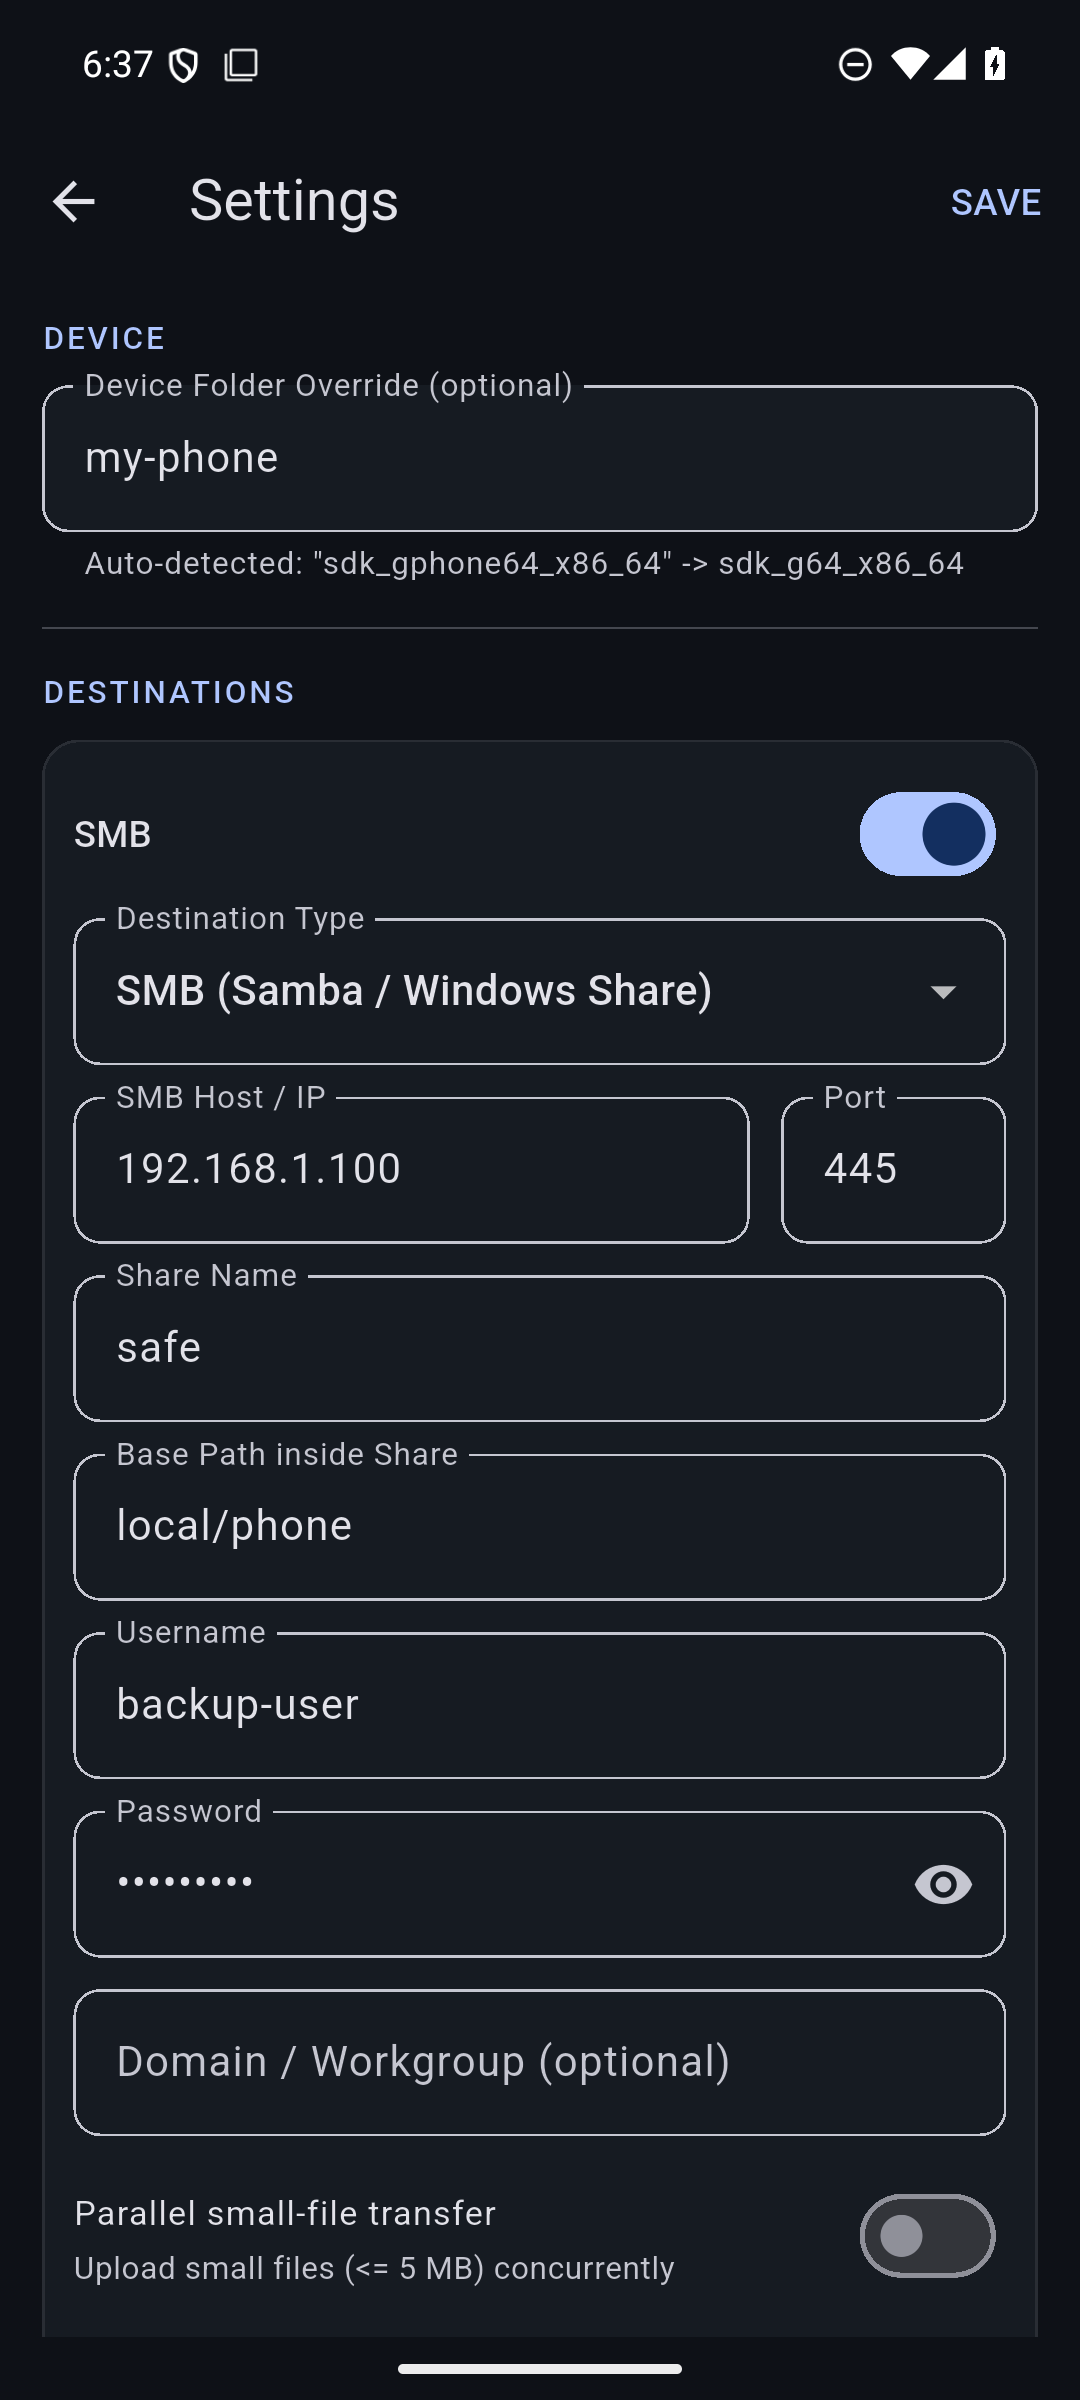 6:37
Settings
SAVE
DEVICE
Device Folder Override (optional)
my-phone
Auto-detected: "sdk_gphone64_x86_64" -> sdk_g64_x86_64
DESTINATIONS
SMB
Destination Type
SMB (Samba / Windows Share)
SMB Host / IP
Port
192.168.1.100
445
Share Name
safe
Base Path inside Share
local/phone
Username
backup-user
Password
•••••••••
Domain / Workgroup (optional)
Parallel small-file transfer
Upload small files (<= 5 MB) concurrently